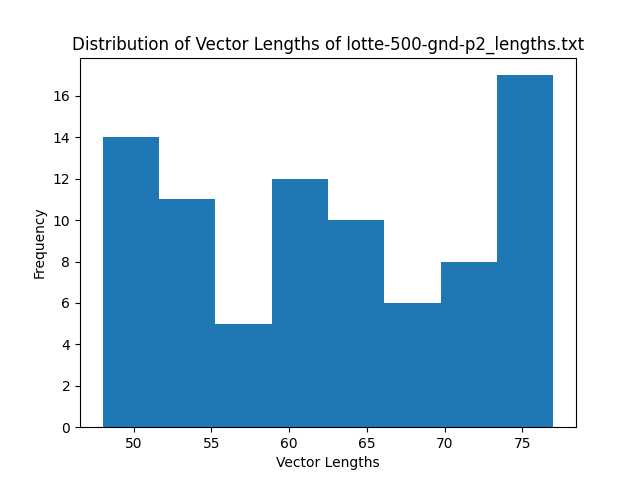 Distribution of Vector Lengths of lotte-500-gnd-p2_lengths.txt
Frequency
16
14
12
10
8
6
4
2
0
50 55 60 65 70 75
Vector Lengths